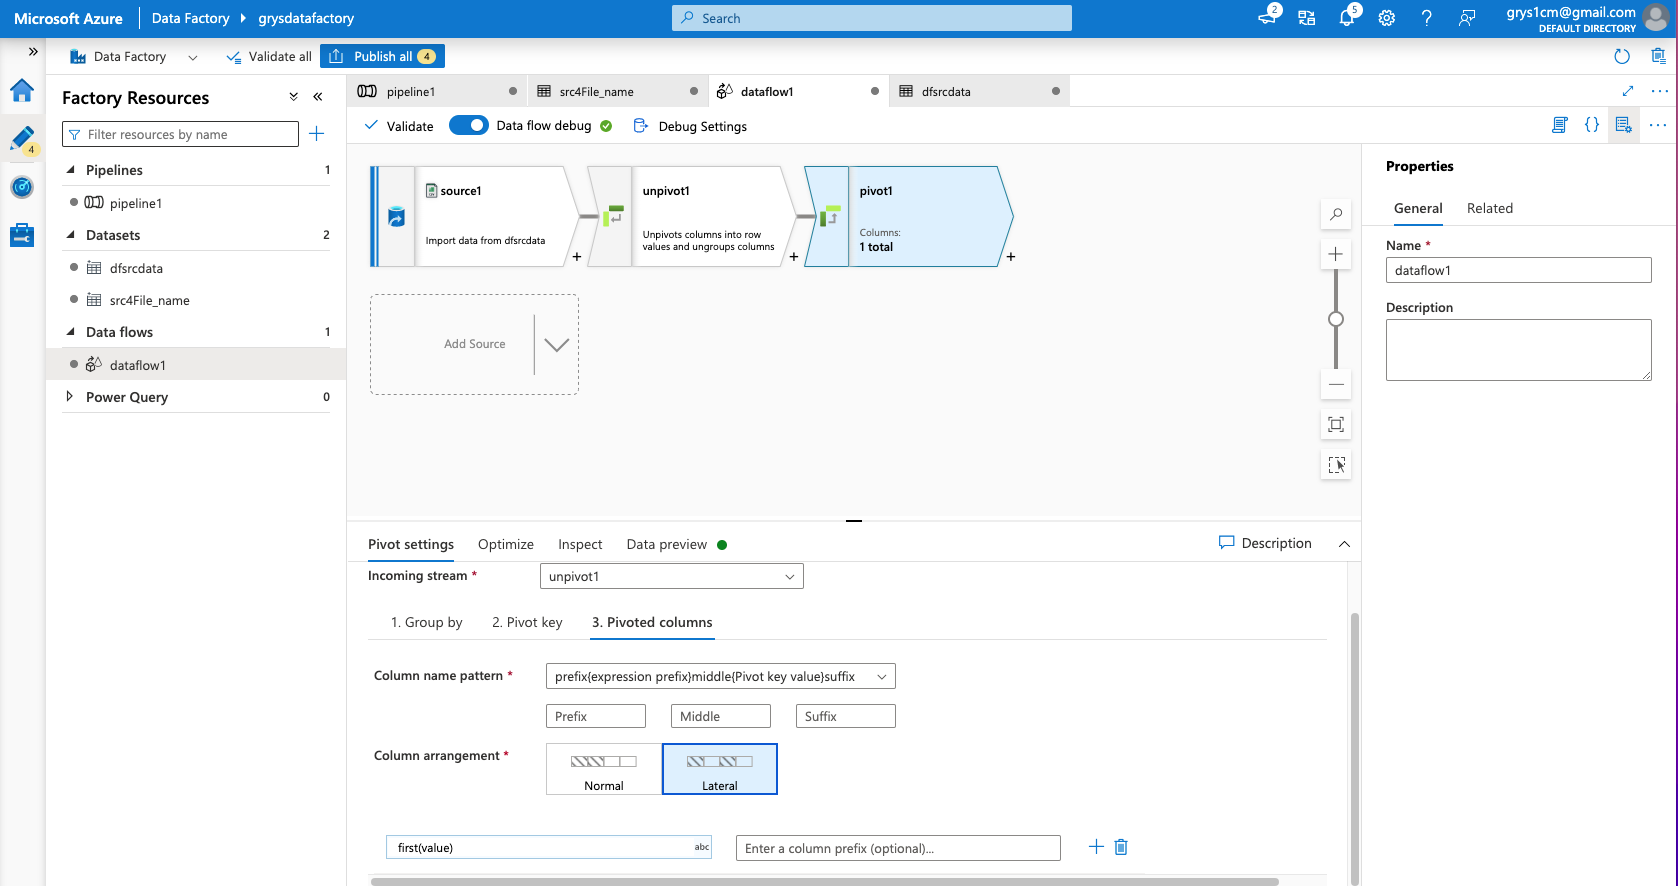 Microsoft Azure
Data Factory
grysdatafactory
Search
2
5
grys1cm@gmail.com
DEFAULT DIRECTORY
Data Factory
Validate all
Publish all
4
4
Factory Resources
Filter resources by name
Pipelines
1
pipeline1
Datasets
2
dfsrcdata
src4File_name
Data flows
1
dataflow1
Power Query
0
pipeline1
src4File_name
dataflow1
dfsrcdata
Validate
Data flow debug
Debug Settings
source1
Import data from dfsrcdata
+
unpivot1
Unpivots columns into row
values and ungroups columns
+
pivot1
Columns:
1 total
+
Add Source
Pivot settings
Optimize
Inspect
Data preview
Description
Incoming stream *
unpivot1
1. Group by
2. Pivot key
3. Pivoted columns
Column name pattern *
prefix{expression prefix}middle{Pivot key value}suffix
Prefix
Middle
Suffix
Column arrangement *
Normal
Lateral
first(value)
abc
Enter a column prefix (optional)...
Properties
General
Related
Name *
dataflow1
Description